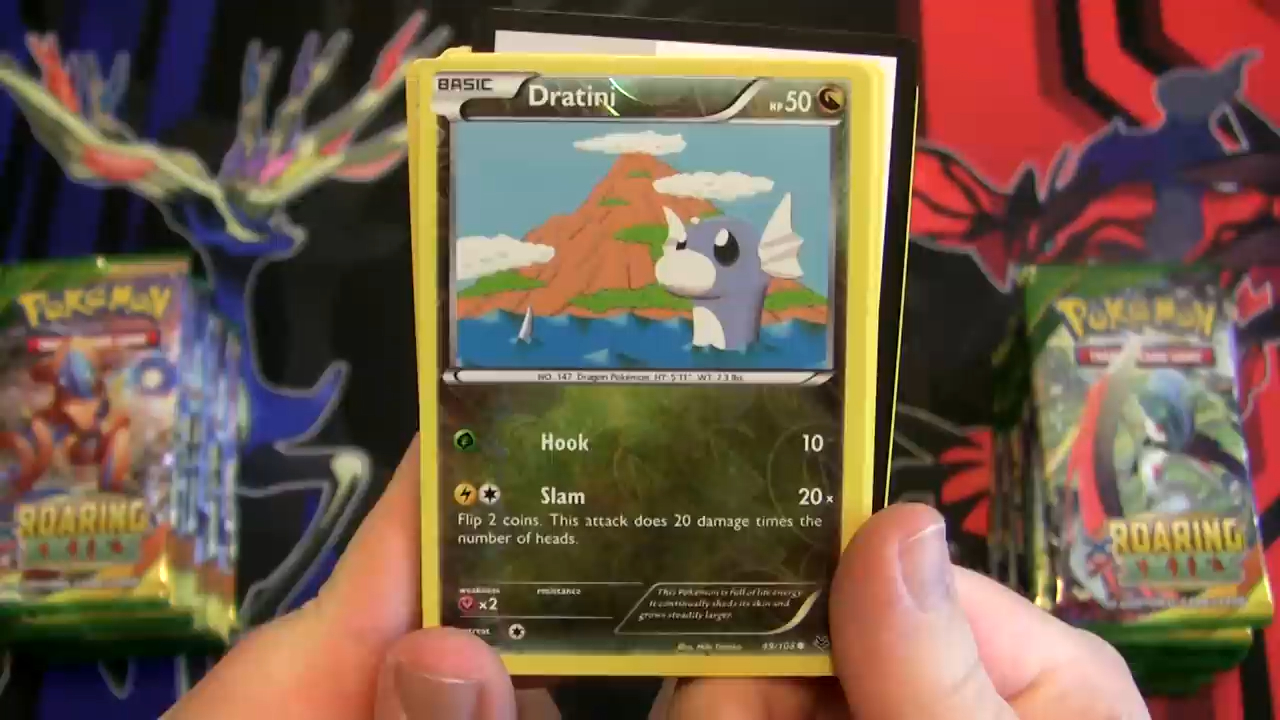 BASIC
Dratini
HP 50
NO. 147 Dragon Pokémon HT: 5'11" WT: 7.3 lbs.
Hook 10
Slam 20×
Flip 2 coins. This attack does 20 damage times the
number of heads.
weakness resistance
×2
This Pokémon is full of life energy.
It continually sheds its skin and
grows steadily larger.
POKéMON
ROARING
POKéMON
ROARING